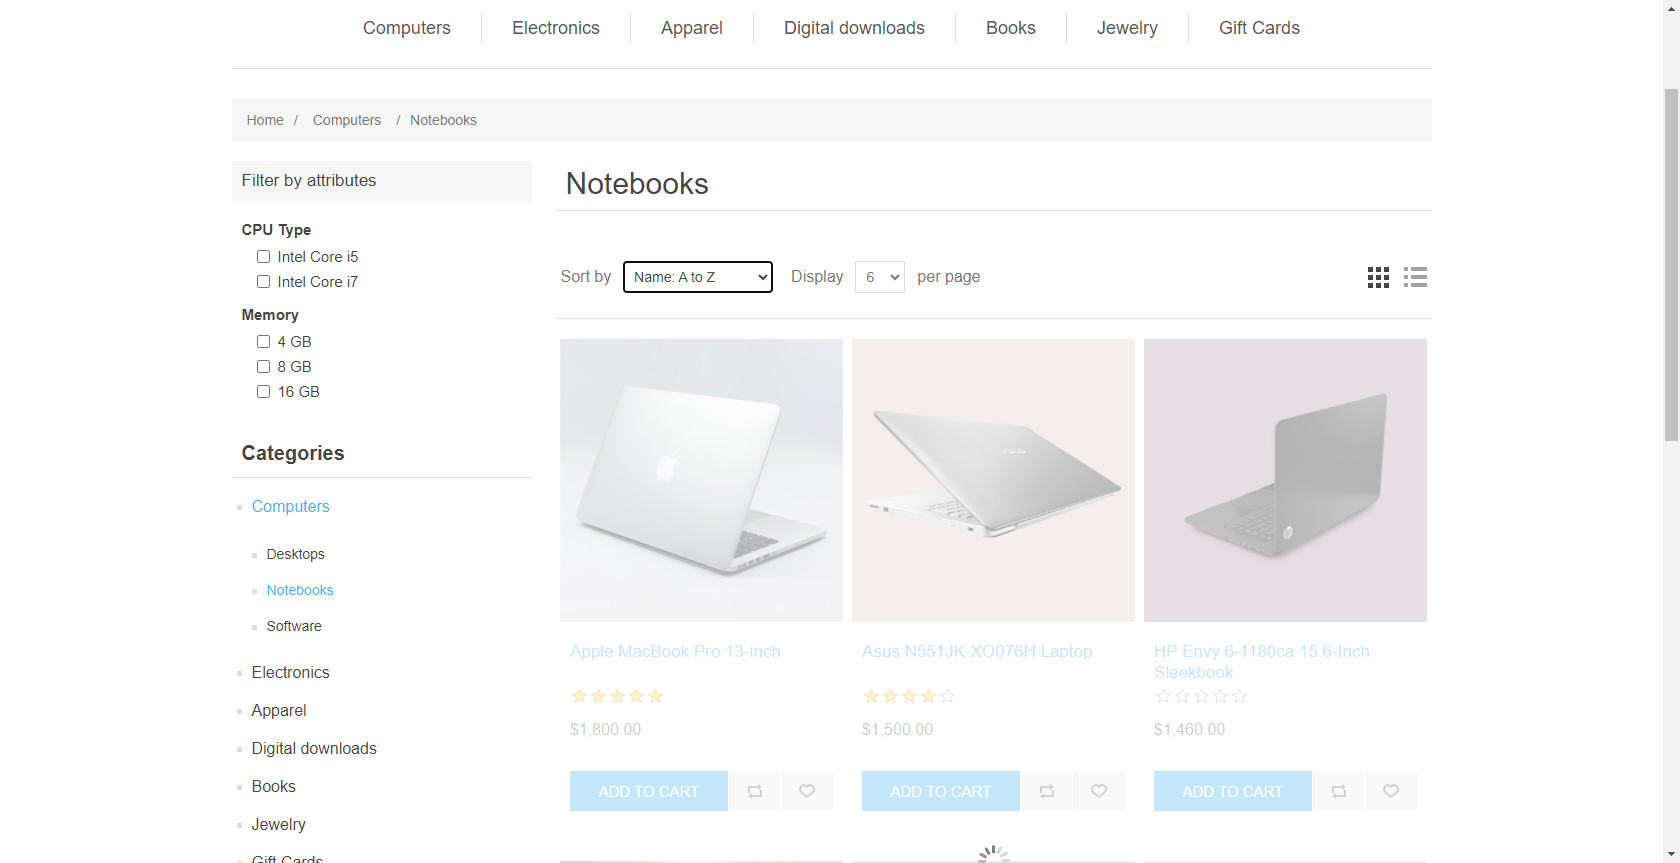 Computers
Electronics
Apparel
Digital downloads
Books
Jewelry
Gift Cards
Home / Computers / Notebooks
Filter by attributes
CPU Type
Intel Core i5
Intel Core i7
Memory
4 GB
8 GB
16 GB
Categories
Computers
Desktops
Notebooks
Software
Electronics
Apparel
Digital downloads
Books
Jewelry
Gift Cards
Notebooks
Sort by Name: A to Z Display 6 per page
Apple MacBook Pro 13-inch
$1,800.00
ADD TO CART
Asus N551JK-XO076H Laptop
$1,500.00
ADD TO CART
HP Envy 6-1180ca 15.6-Inch
Sleekbook
$1,460.00
ADD TO CART